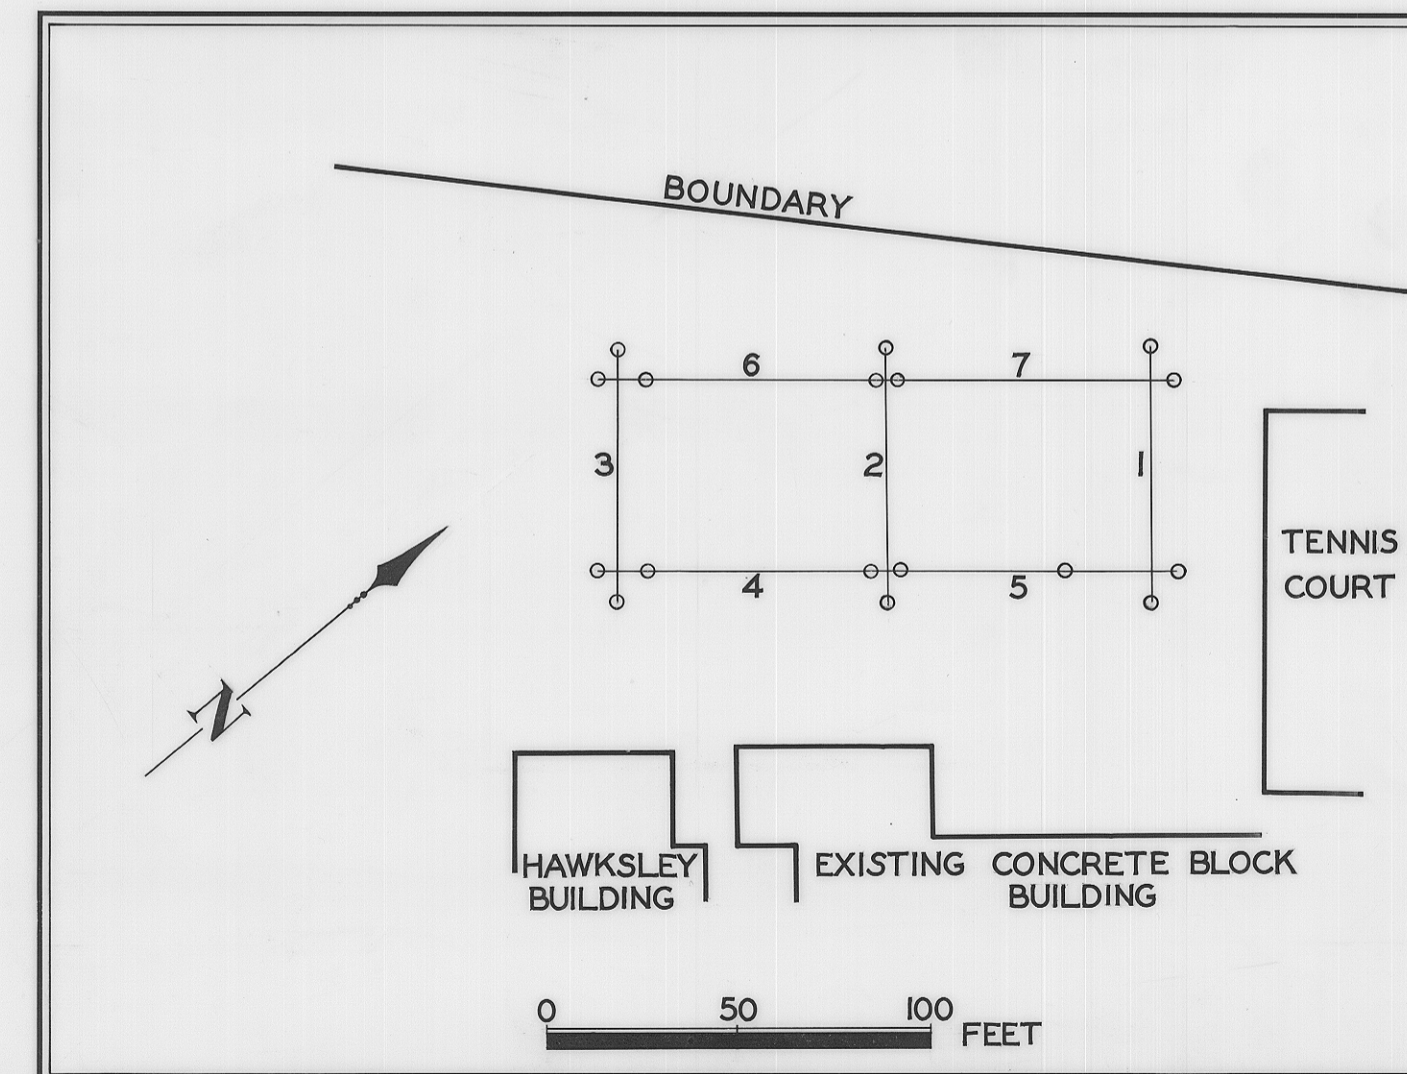 BOUNDARY
6
7
3
2
1
TENNIS
COURT
4
5
N
HAWKSLEY
BUILDING
EXISTING CONCRETE BLOCK
BUILDING
0 50 100
FEET